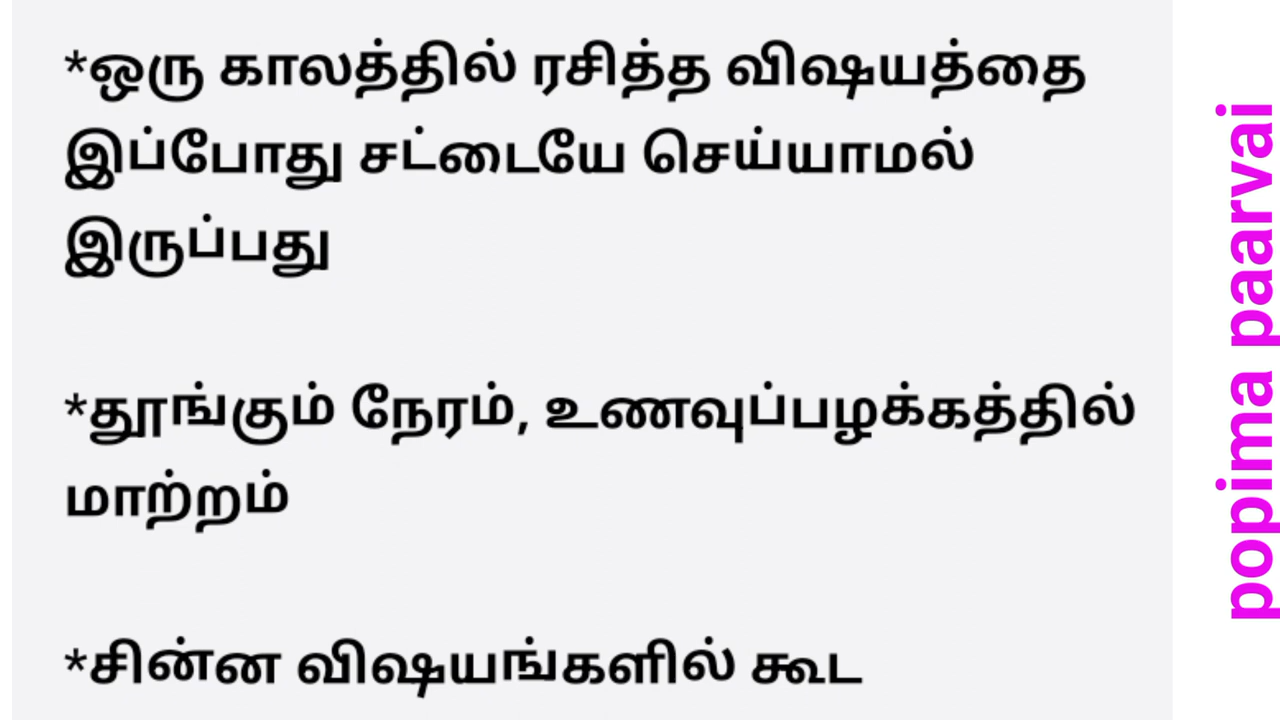 *ஒரு காலத்தில் ரசித்த விஷயத்தை
இப்போது சட்டையே செய்யாமல்
இருப்பது
*தூங்கும் நேரம், உணவுப்பழக்கத்தில்
மாற்றம்
*சின்ன விஷயங்களில் கூட
popima paarvai